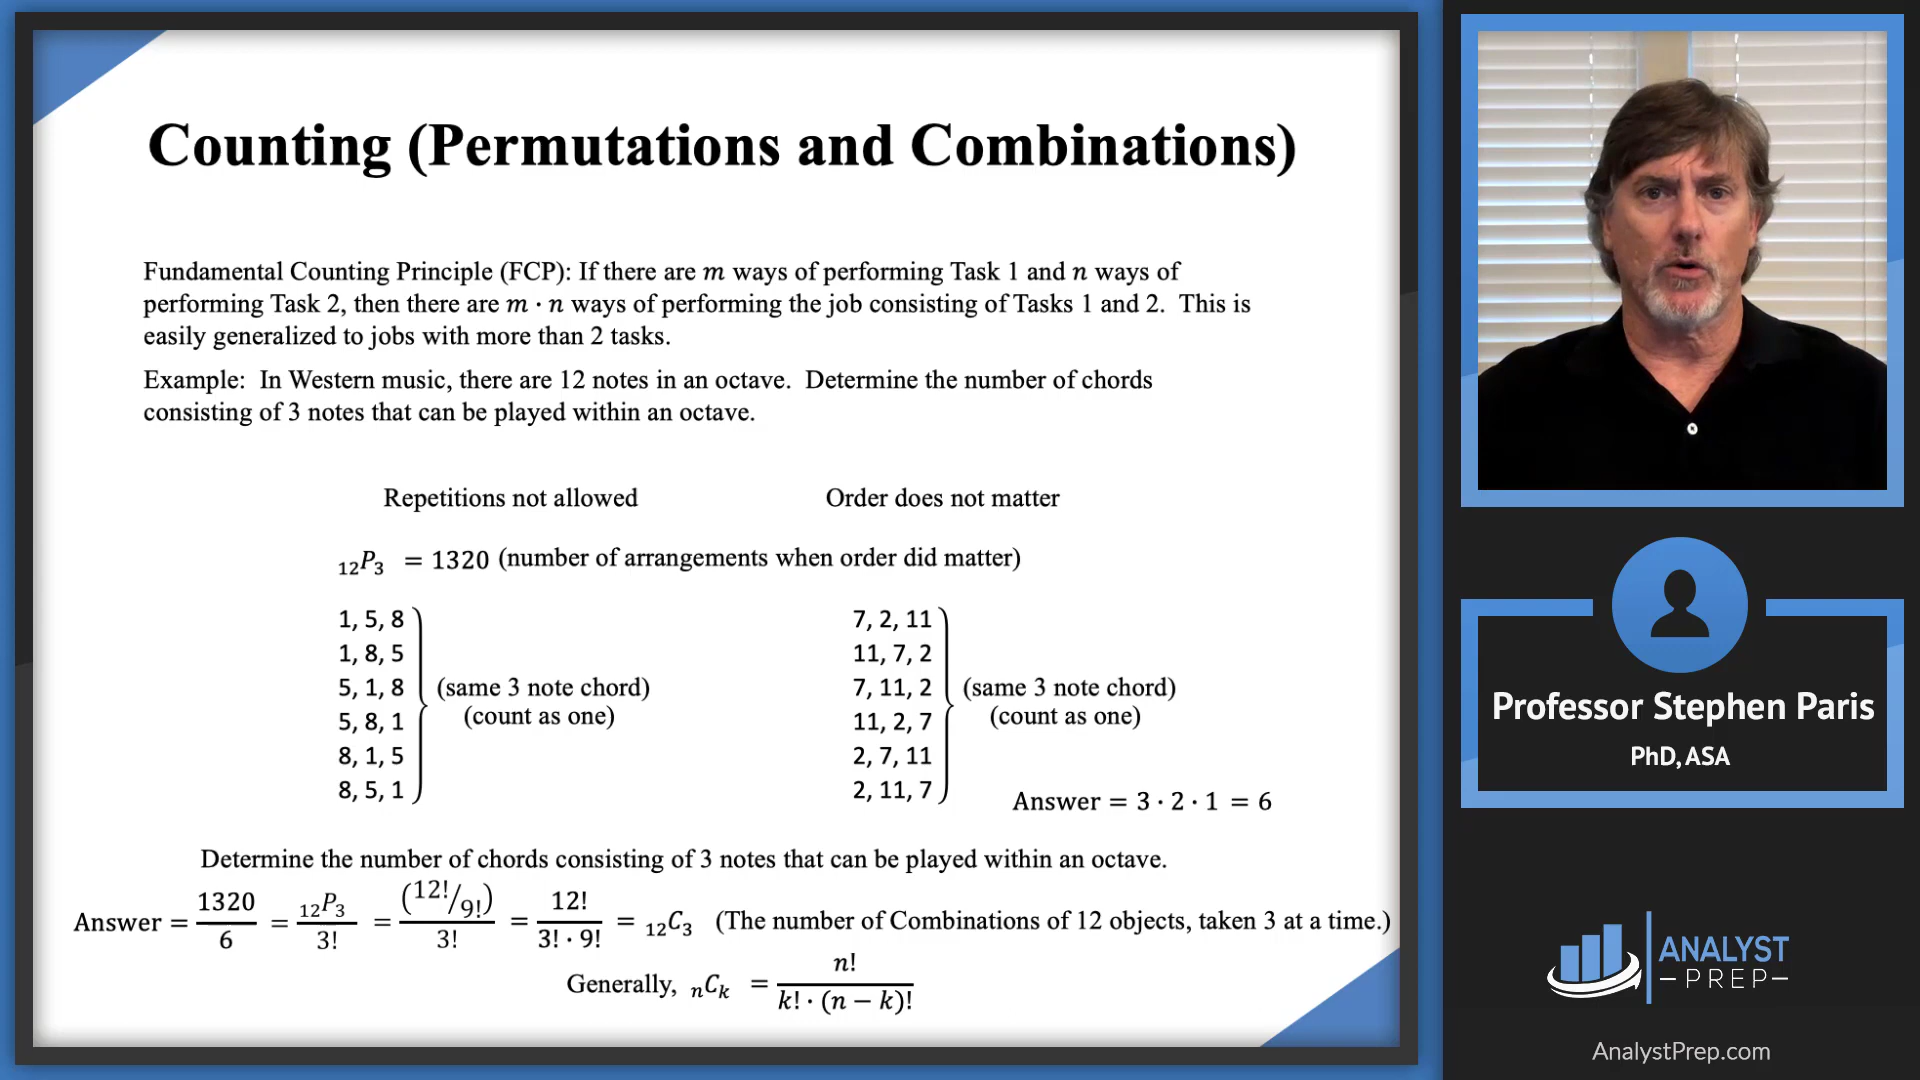 Counting (Permutations and Combinations)
Fundamental Counting Principle (FCP): If there are m ways of performing Task 1 and n ways of
performing Task 2, then there are m · n ways of performing the job consisting of Tasks 1 and 2. This is
easily generalized to jobs with more than 2 tasks.
Example: In Western music, there are 12 notes in an octave. Determine the number of chords
consisting of 3 notes that can be played within an octave.
Repetitions not allowed
Order does not matter
₁₂P₃ = 1320 (number of arrangements when order did matter)
1, 5, 8
1, 8, 5
5, 1, 8
5, 8, 1
8, 1, 5
8, 5, 1
(same 3 note chord)
(count as one)
7, 2, 11
11, 7, 2
7, 11, 2
11, 2, 7
2, 7, 11
2, 11, 7
(same 3 note chord)
(count as one)
Answer = 3 · 2 · 1 = 6
Determine the number of chords consisting of 3 notes that can be played within an octave.
Answer = 1320/6 = ₁₂P₃/3! = (12!/9!)/3! = 12!/(3! · 9!) = ₁₂C₃ (The number of Combinations of 12 objects, taken 3 at a time.)
Generally, ₙCₖ = n!/(k! · (n − k)!)
Professor Stephen Paris
PhD, ASA
ANALYST
PREP
AnalystPrep.com